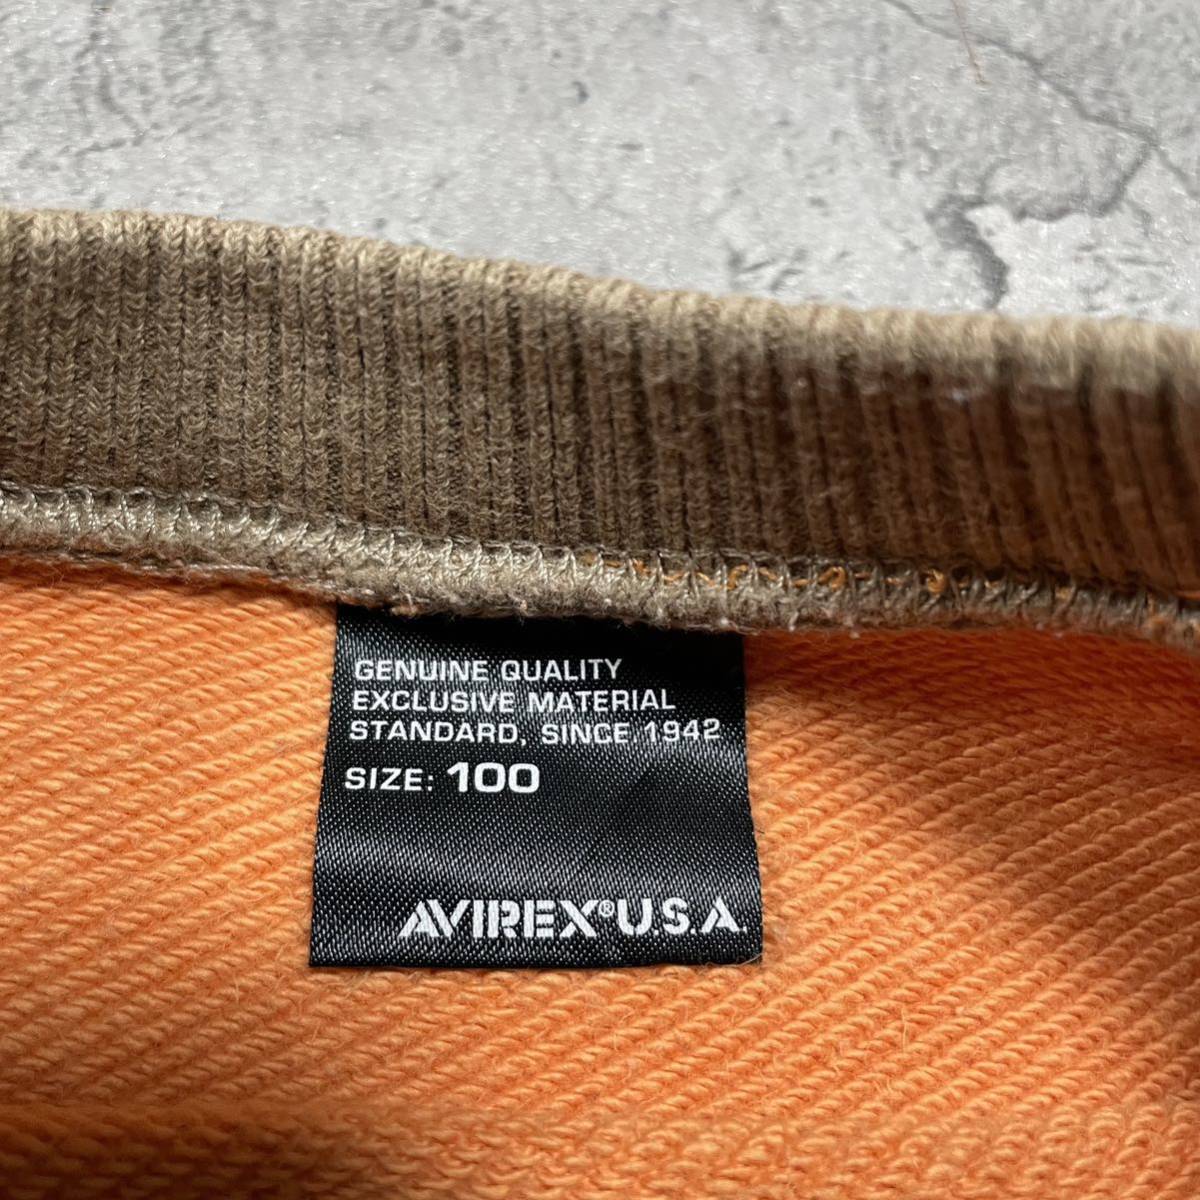 GENUINE QUALITY
EXCLUSIVE MATERIAL
STANDARD, SINCE 1942
SIZE: 100
AVIREX® U.S.A.